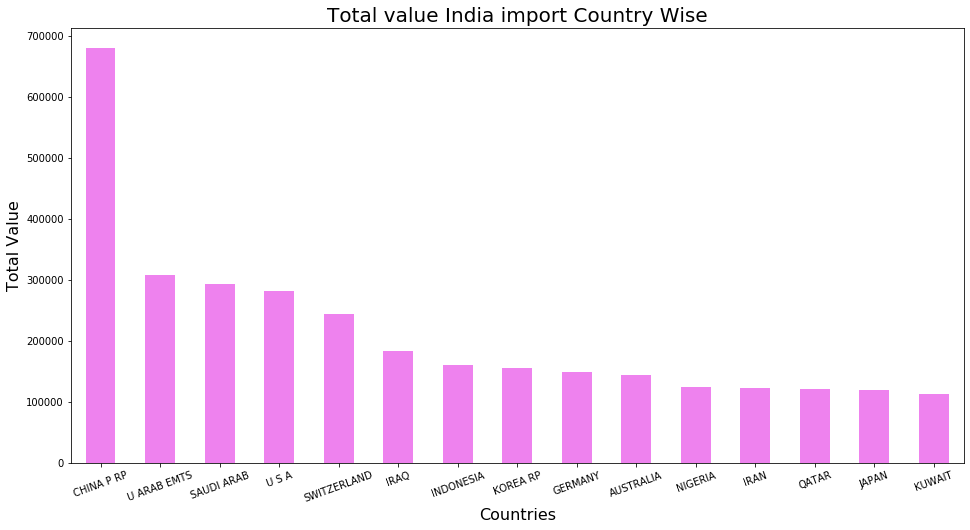 Total value India import Country Wise
Total Value
700000
600000
500000
400000
300000
200000
100000
0
CHINA P RP
U ARAB EMTS
SAUDI ARAB
U S A
SWITZERLAND
IRAQ
INDONESIA
KOREA RP
GERMANY
AUSTRALIA
NIGERIA
IRAN
QATAR
JAPAN
KUWAIT
Countries